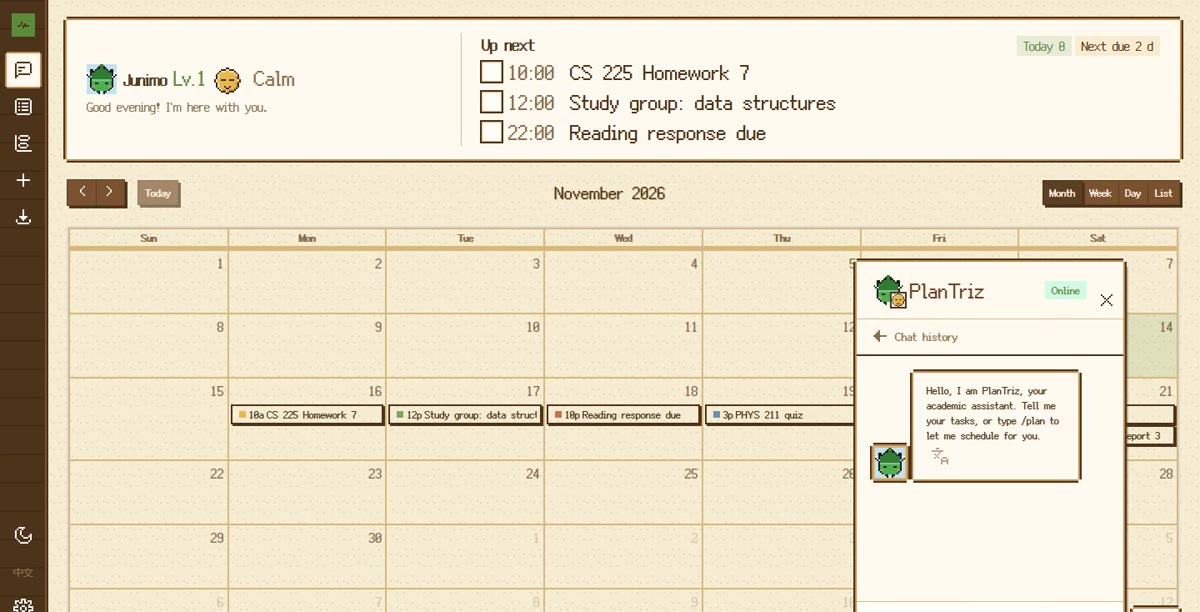 Junimo Lv.1 Calm
Good evening! I'm here with you.
Up next
Today 0 Next due 2 d
10:00 CS 225 Homework 7
12:00 Study group: data structures
22:00 Reading response due
Today
November 2026
Month Week Day List
Sun Mon Tue Wed Thu Fri Sat
1 2 3 4 5 7
8 9 10 11 12 14
15 16 17 18 19 21
10a CS 225 Homework 7
12p Study group: data struct
10p Reading response due
3p PHYS 211 quiz
eport 3
22 23 24 25 26 28
29 30 1 2 5
6 7 8 9 10 12
PlanTriz
Online
Chat history
Hello, I am PlanTriz, your
academic assistant. Tell me
your tasks, or type /plan to
let me schedule for you.
中文